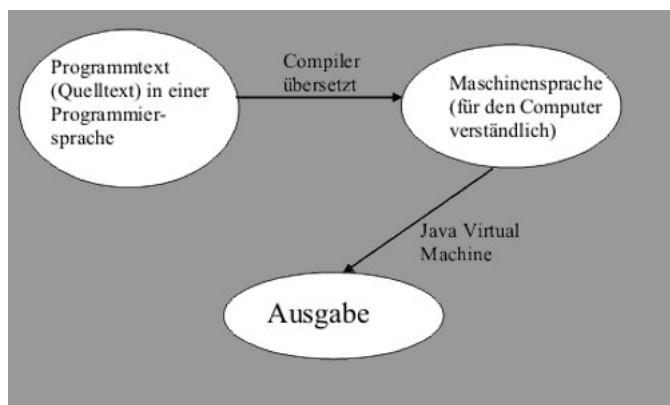 Programmtext
(Quelltext) in einer
Programmier-
sprache
Compiler
übersetzt
Maschinensprache
(für den Computer
verständlich)
Java Virtual
Machine
Ausgabe